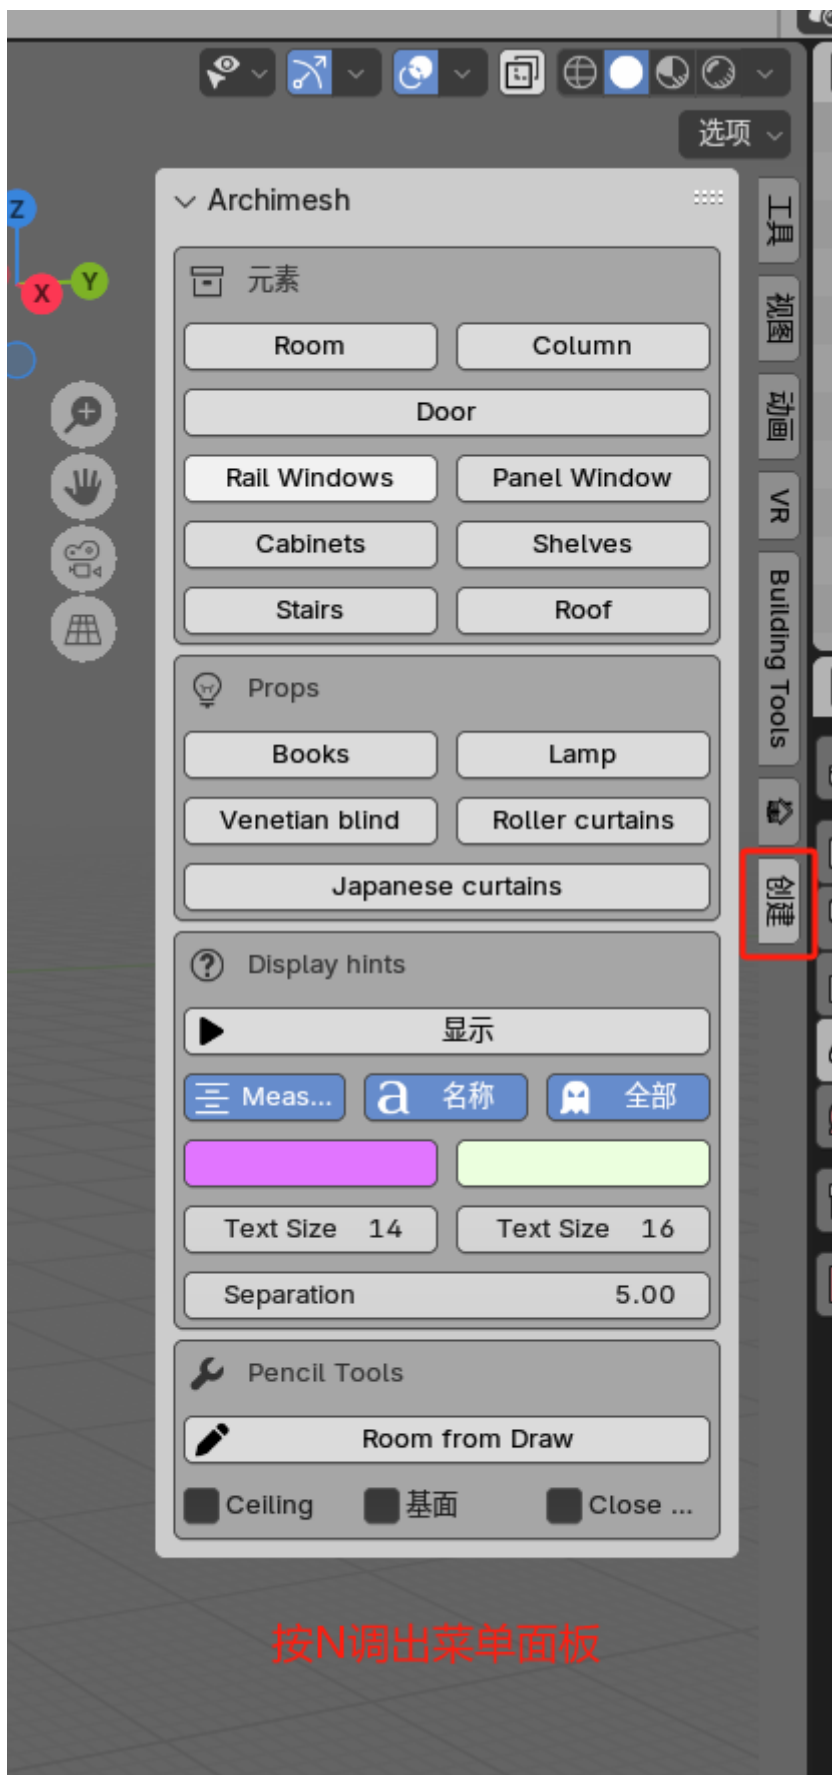 选项
Archimesh
元素
Room
Column
Door
Rail Windows
Panel Window
Cabinets
Shelves
Stairs
Roof
Props
Books
Lamp
Venetian blind
Roller curtains
Japanese curtains
Display hints
显示
Meas...
a
名称
全部
Text Size 14
Text Size 16
Separation 5.00
Pencil Tools
Room from Draw
Ceiling
基面
Close ...
Z
X
Y
工具
视图
动画
VR
Building Tools
创建
按N调出菜单面板